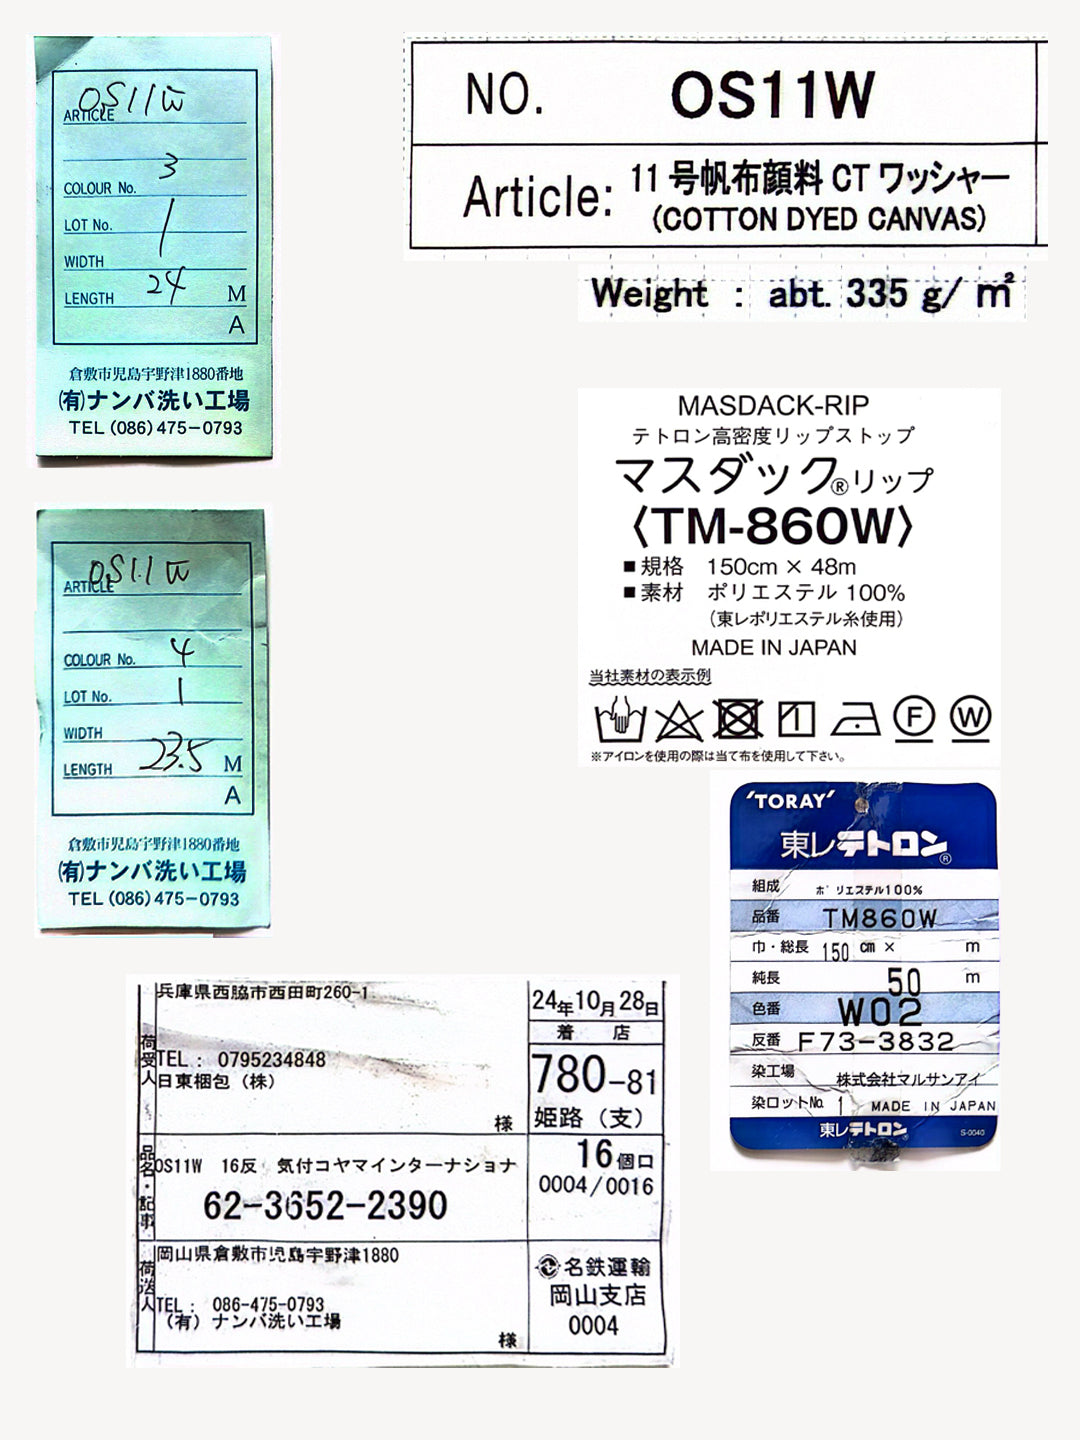 OS11W
ARTICLE
3
COLOUR No.
LOT No. 1
WIDTH
24
LENGTH M
A
倉敷市児島宇野津1880番地
(有)ナンバ洗い工場
TEL (086) 475-0793
NO. OS11W
Article: 11 号帆布顔料 CT ワッシャー
(COTTON DYED CANVAS)
Weight : abt. 335 g/ m²
MASDACK-RIP
テトロン高密度リップストップ
マスダック®リップ
〈TM-860W〉
■規格 150cm × 48m
■素材 ポリエステル 100%
(東レポリエステル糸使用)
MADE IN JAPAN
当社素材の表示例
1 F W
※アイロンを使用の際は当て布を使用して下さい。
OS11W
ARTICLE
4
COLOUR No.
LOT No. 1
WIDTH
23.5
LENGTH M
A
倉敷市児島宇野津1880番地
(有)ナンバ洗い工場
TEL (086) 475-0793
'TORAY'
東レテトロン®
組成 ポリエステル100%
品番 TM860W
巾・総長 150 cm × m
純長 50 m
色番 W02
反番 F73-3832
染工場 株式会社マルサンアイ
染ロットNo. 1 MADE IN JAPAN
東レテトロン® S-0040
兵庫県西脇市西田町260-1
荷受人
TEL： 0795234848
日東梱包（株）
様
24年10月28日
着 店
780-81
姫路（支）
品名・記事
OS11W 16反 気付コヤマインターナショナ
62-3652-2390
16個口
0004/0016
荷送人
岡山県倉敷市児島宇野津1880
TEL： 086-475-0793
（有）ナンバ洗い工場
様
名鉄運輸
岡山支店
0004